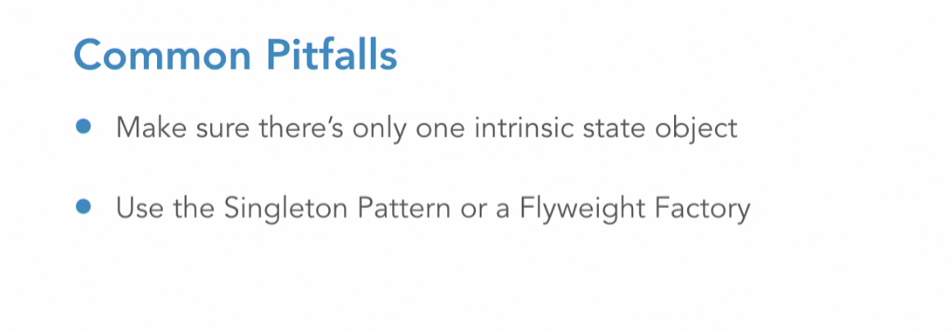 Common Pitfalls
Make sure there’s only one intrinsic state object
Use the Singleton Pattern or a Flyweight Factory